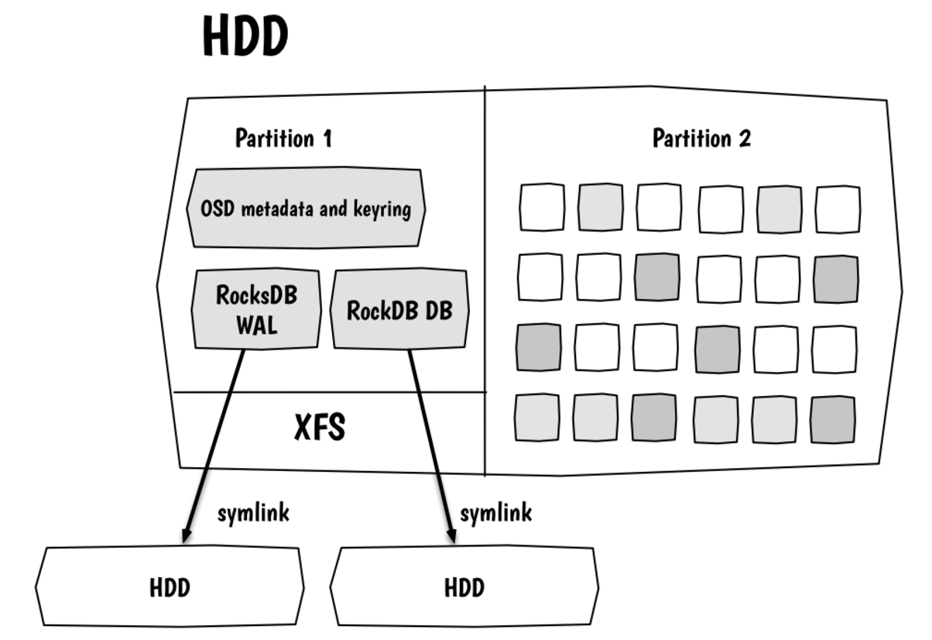 HDD
Partition 1
Partition 2
OSD metadata and keyring
RocksDB
WAL
RockDB DB
XFS
symlink
symlink
HDD
HDD